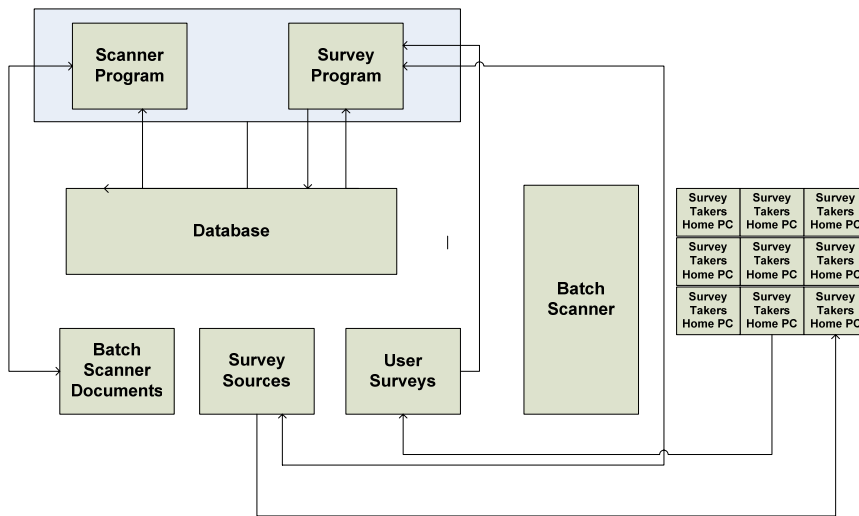 Scanner
Program
Survey
Program
Database
Batch
Scanner
Survey
Takers
Home PC
Survey
Takers
Home PC
Survey
Takers
Home PC
Survey
Takers
Home PC
Survey
Takers
Home PC
Survey
Takers
Home PC
Survey
Takers
Home PC
Survey
Takers
Home PC
Survey
Takers
Home PC
Batch
Scanner
Documents
Survey
Sources
User
Surveys